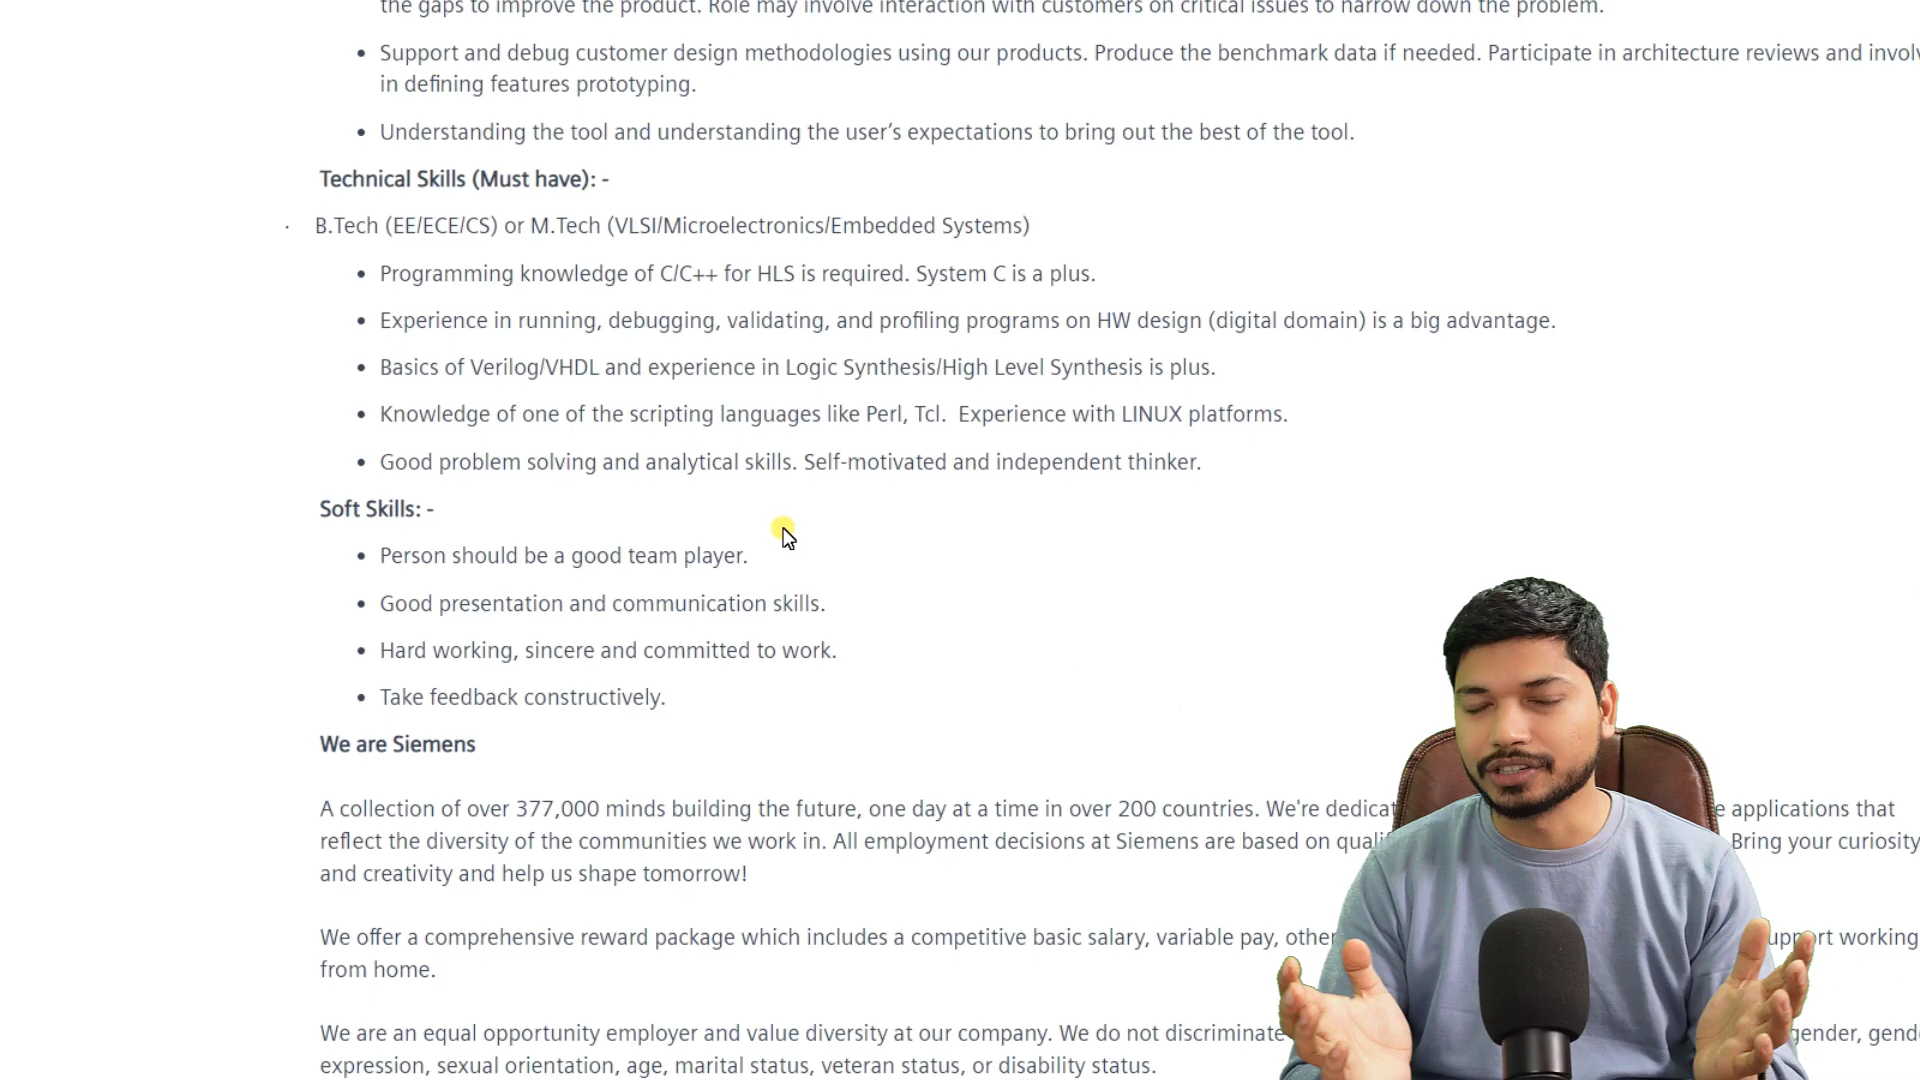 the gaps to improve the product. Role may involve interaction with customers on critical issues to narrow down the problem.
• Support and debug customer design methodologies using our products. Produce the benchmark data if needed. Participate in architecture reviews and
in defining features prototyping.
• Understanding the tool and understanding the user’s expectations to bring out the best of the tool.
Technical Skills (Must have): -
· B.Tech (EE/ECE/CS) or M.Tech (VLSI/Microelectronics/Embedded Systems)
• Programming knowledge of C/C++ for HLS is required. System C is a plus.
• Experience in running, debugging, validating, and profiling programs on HW design (digital domain) is a big advantage.
• Basics of Verilog/VHDL and experience in Logic Synthesis/High Level Synthesis is plus.
• Knowledge of one of the scripting languages like Perl, Tcl.  Experience with LINUX platforms.
• Good problem solving and analytical skills. Self-motivated and independent thinker.
Soft Skills: -
• Person should be a good team player.
• Good presentation and communication skills.
• Hard working, sincere and committed to work.
• Take feedback constructively.
We are Siemens
A collection of over 377,000 minds building the future, one day at a time in over 200 countries. We're applications that
reflect the diversity of the communities we work in. All employment decisions at Siemens are based on Bring your curiosity
and creativity and help us shape tomorrow!
We offer a comprehensive reward package which includes a competitive basic salary, variable pay, other working
from home.
We are an equal opportunity employer and value diversity at our company. We do not discriminate gender,
expression, sexual orientation, age, marital status, veteran status, or disability status.